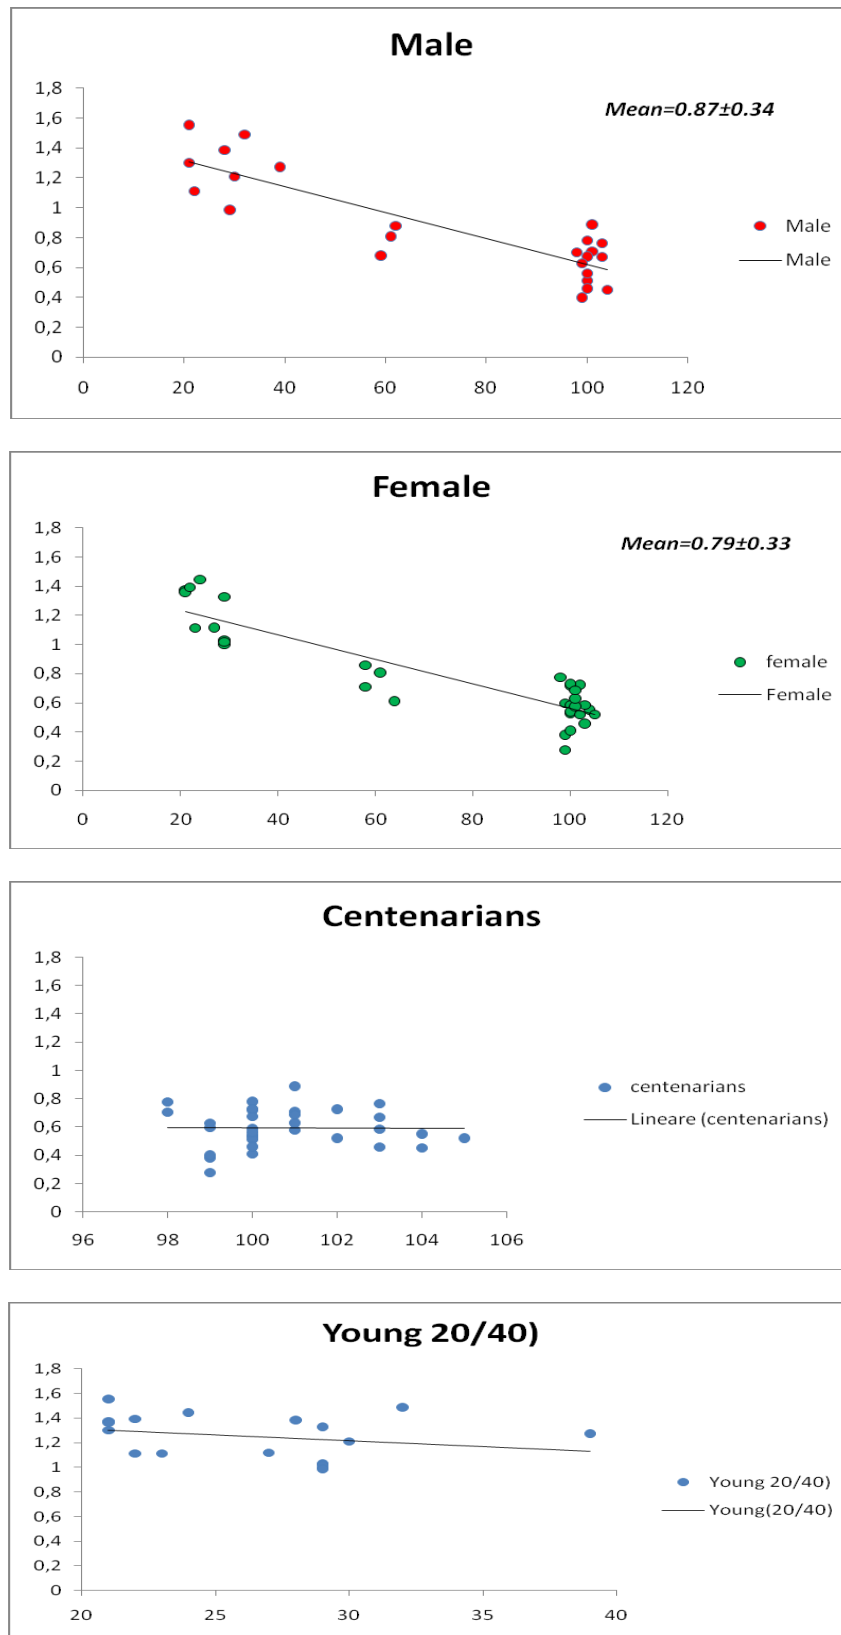 Male
Mean=0.87±0.34
1,8
1,6
1,4
1,2
1
0,8
0,6
0,4
0,2
0
0 20 40 60 80 100 120
Male
Male
Female
Mean=0.79±0.33
1,8
1,6
1,4
1,2
1
0,8
0,6
0,4
0,2
0
0 20 40 60 80 100 120
female
Female
Centenarians
1,8
1,6
1,4
1,2
1
0,8
0,6
0,4
0,2
0
96 98 100 102 104 106
centenarians
Lineare (centenarians)
Young 20/40)
1,8
1,6
1,4
1,2
1
0,8
0,6
0,4
0,2
0
20 25 30 35 40
Young 20/40)
Young(20/40)